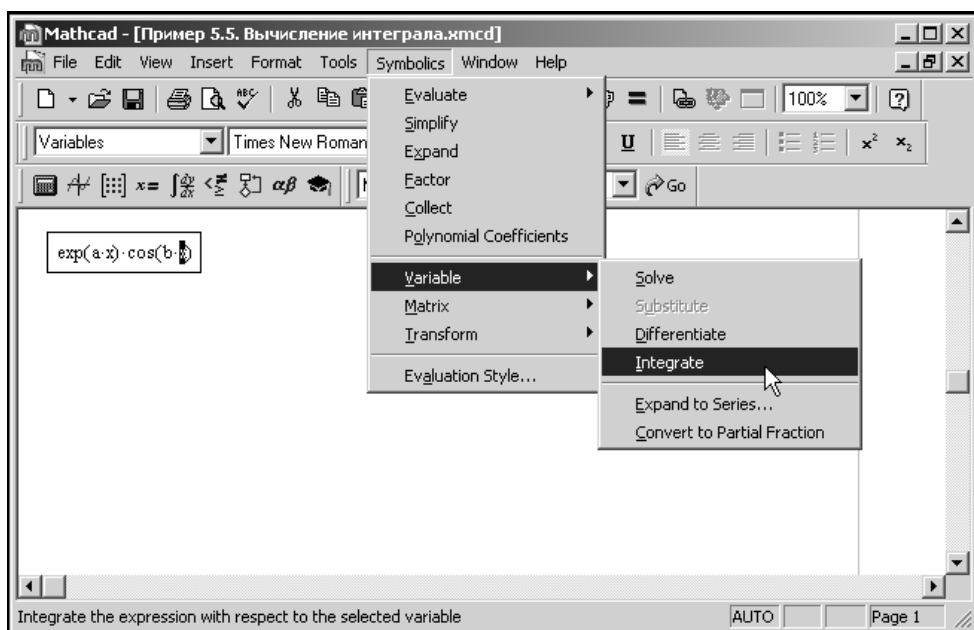 Mathcad - [Пример 5.5. Вычисление интеграла.xmcd]
File Edit View Insert Format Tools Symbolics Window Help
100%
Variables Times New Roman U x² x₂
x= αβ Go
Evaluate
Simplify
Expand
Factor
Collect
Polynomial Coefficients
Variable
Matrix
Transform
Evaluation Style...
Solve
Substitute
Differentiate
Integrate
Expand to Series...
Convert to Partial Fraction
exp(a·x)·cos(b·x)
Integrate the expression with respect to the selected variable AUTO Page 1